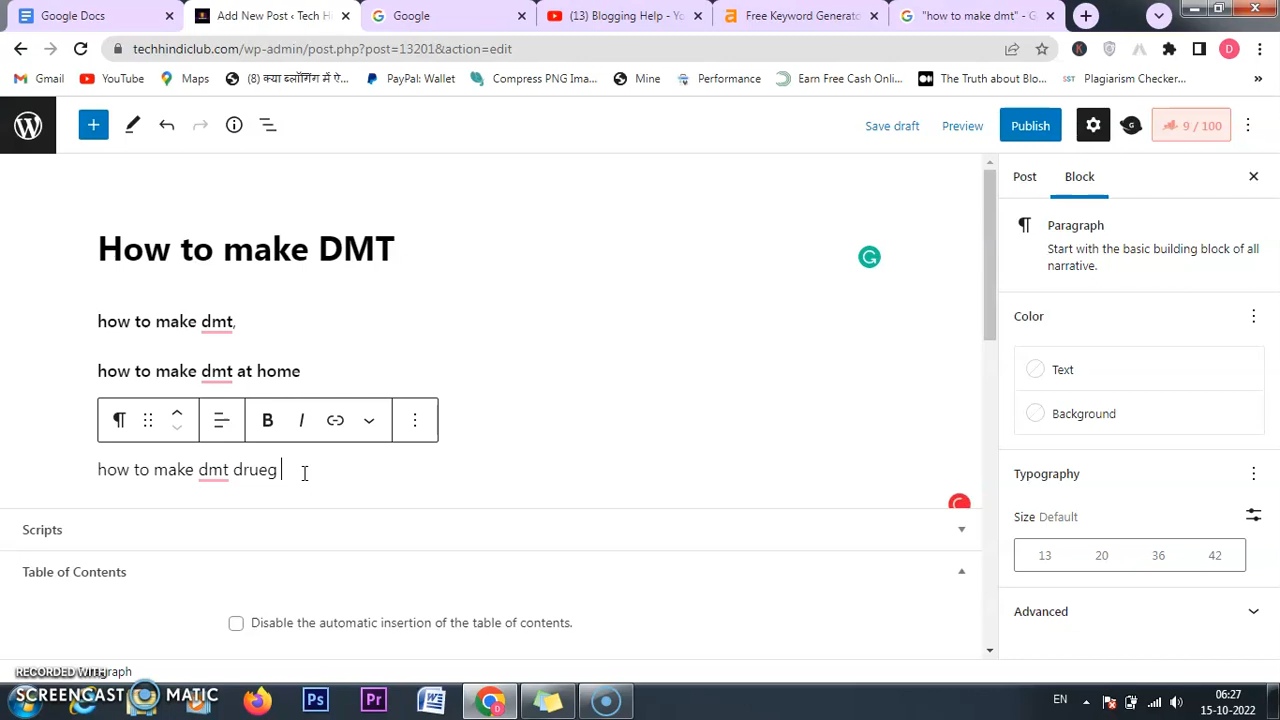 Google Docs
Add New Post ‹ Tech H
Google
(13) Blogging Help - Yo
Free Keyword Generato
"how to make dmt" - G
techhindiclub.com/wp-admin/post.php?post=13201&action=edit
D
Gmail
YouTube
Maps
(8) क्या ब्लॉगिंग में ऐ...
PayPal: Wallet
Compress PNG Ima...
Mine
Performance
Earn Free Cash Onli...
The Truth about Blo...
SST Plagiarism Checker...
»
Save draft
Preview
Publish
9 / 100
How to make DMT
how to make dmt,
how to make dmt at home
B I
how to make dmt drueg
Scripts
Table of Contents
Disable the automatic insertion of the table of contents.
Post
Block
Paragraph
Start with the basic building block of all
narrative.
Color
Text
Background
Typography
Size Default
13 20 36 42
Advanced
RECORDED WITH
SCREENCAST MATIC
Ps
Pr
EN
06:27
15-10-2022